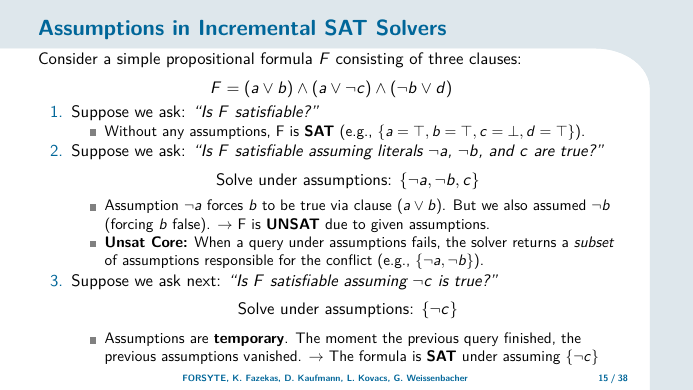 Assumptions in Incremental SAT Solvers
Consider a simple propositional formula F consisting of three clauses:
F = (a ∨ b) ∧ (a ∨ ¬c) ∧ (¬b ∨ d)
1. Suppose we ask: “Is F satisfiable?”
Without any assumptions, F is SAT (e.g., {a = ⊤, b = ⊤, c = ⊥, d = ⊤}).
2. Suppose we ask: “Is F satisfiable assuming literals ¬a, ¬b, and c are true?”
Solve under assumptions: {¬a, ¬b, c}
Assumption ¬a forces b to be true via clause (a ∨ b). But we also assumed ¬b
(forcing b false). → F is UNSAT due to given assumptions.
Unsat Core: When a query under assumptions fails, the solver returns a subset
of assumptions responsible for the conflict (e.g., {¬a, ¬b}).
3. Suppose we ask next: “Is F satisfiable assuming ¬c is true?”
Solve under assumptions: {¬c}
Assumptions are temporary. The moment the previous query finished, the
previous assumptions vanished. → The formula is SAT under assuming {¬c}
FORSYTE, K. Fazekas, D. Kaufmann, L. Kovacs, G. Weissenbacher 15 / 38